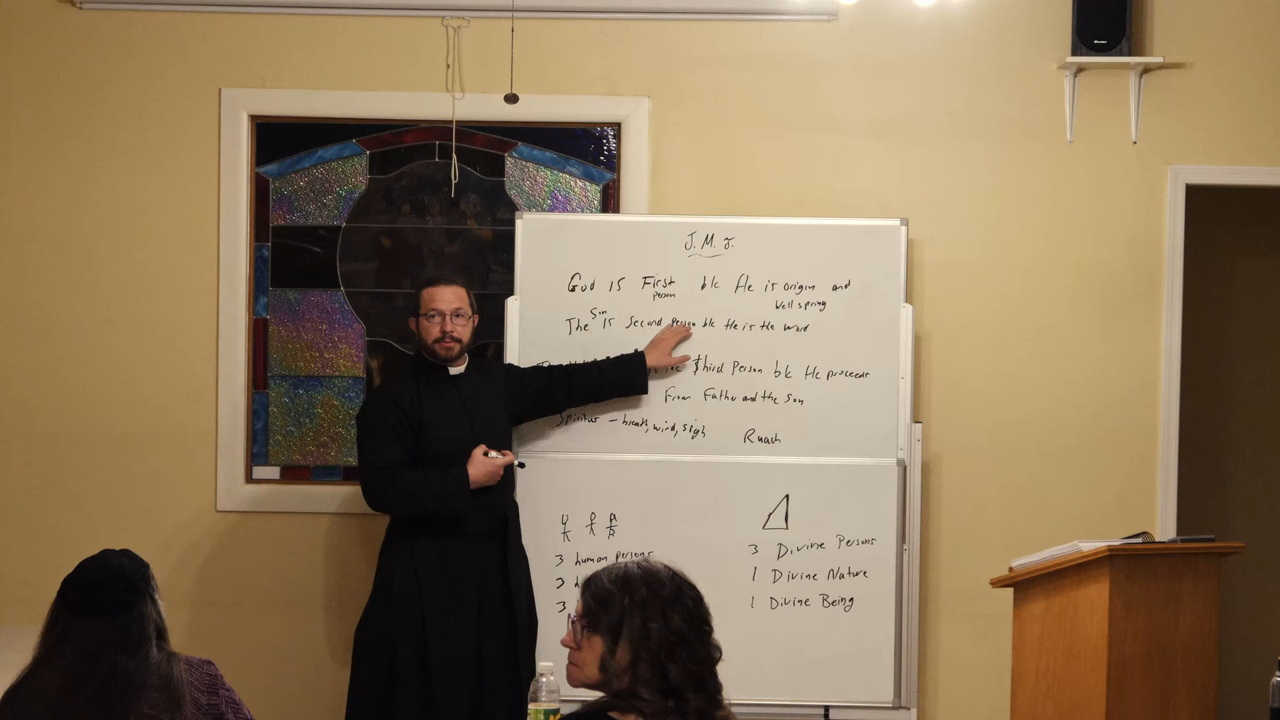 J. M. J.
God is First b/c He is origin and
person
Well spring
Son
The is Second Person b/c He is the Word
third Person b/c He proceeds
From Father and the Son
Spiritus – breath, wind, sigh Ruach
3 human persons
3
3
3 Divine Persons
1 Divine Nature
1 Divine Being